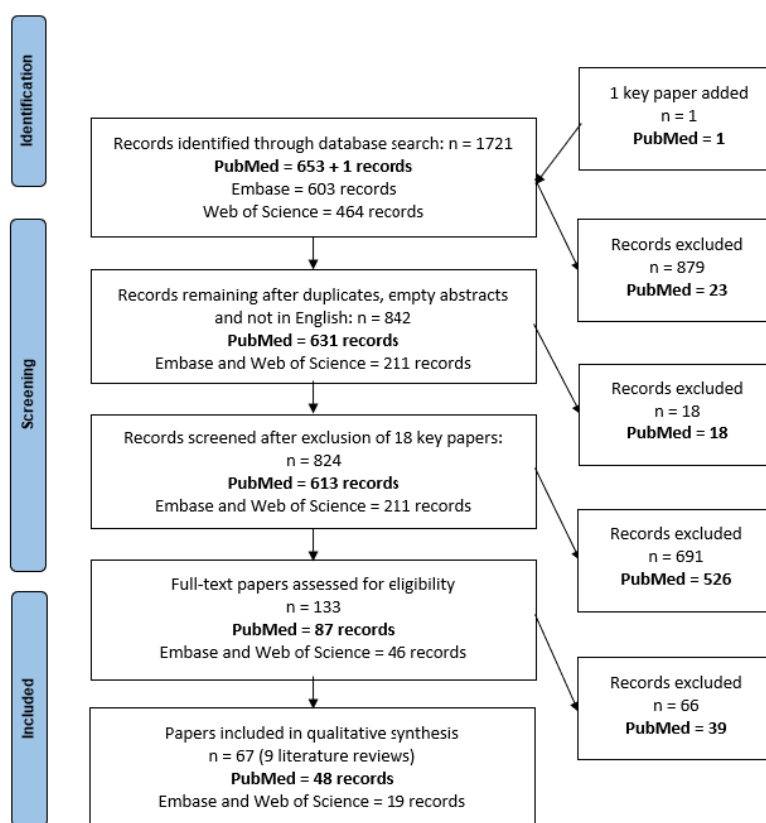 Identification
1 key paper added
n = 1
PubMed = 1
Records identified through database search: n = 1721
PubMed = 653 + 1 records
Embase = 603 records
Web of Science = 464 records
Records excluded
n = 879
PubMed = 23
Screening
Records remaining after duplicates, empty abstracts
and not in English: n = 842
PubMed = 631 records
Embase and Web of Science = 211 records
Records excluded
n = 18
PubMed = 18
Records screened after exclusion of 18 key papers:
n = 824
PubMed = 613 records
Embase and Web of Science = 211 records
Records excluded
n = 691
PubMed = 526
Full-text papers assessed for eligibility
n = 133
PubMed = 87 records
Embase and Web of Science = 46 records
Included
Records excluded
n = 66
PubMed = 39
Papers included in qualitative synthesis
n = 67 (9 literature reviews)
PubMed = 48 records
Embase and Web of Science = 19 records